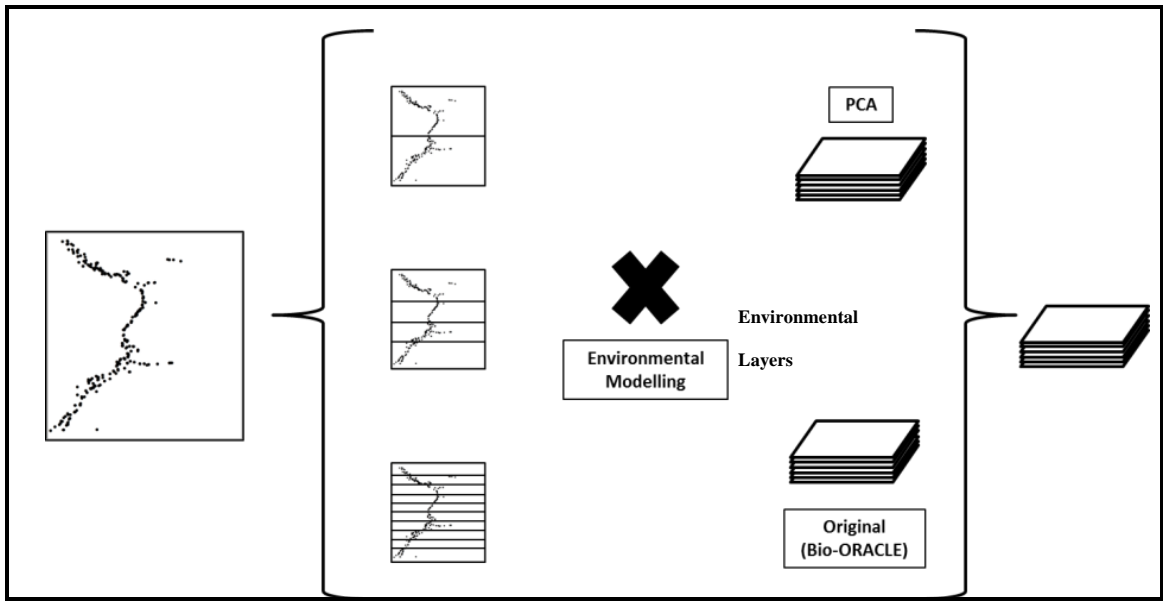 PCA
Environmental
Layers
Environmental
Modelling
Original
(Bio-ORACLE)